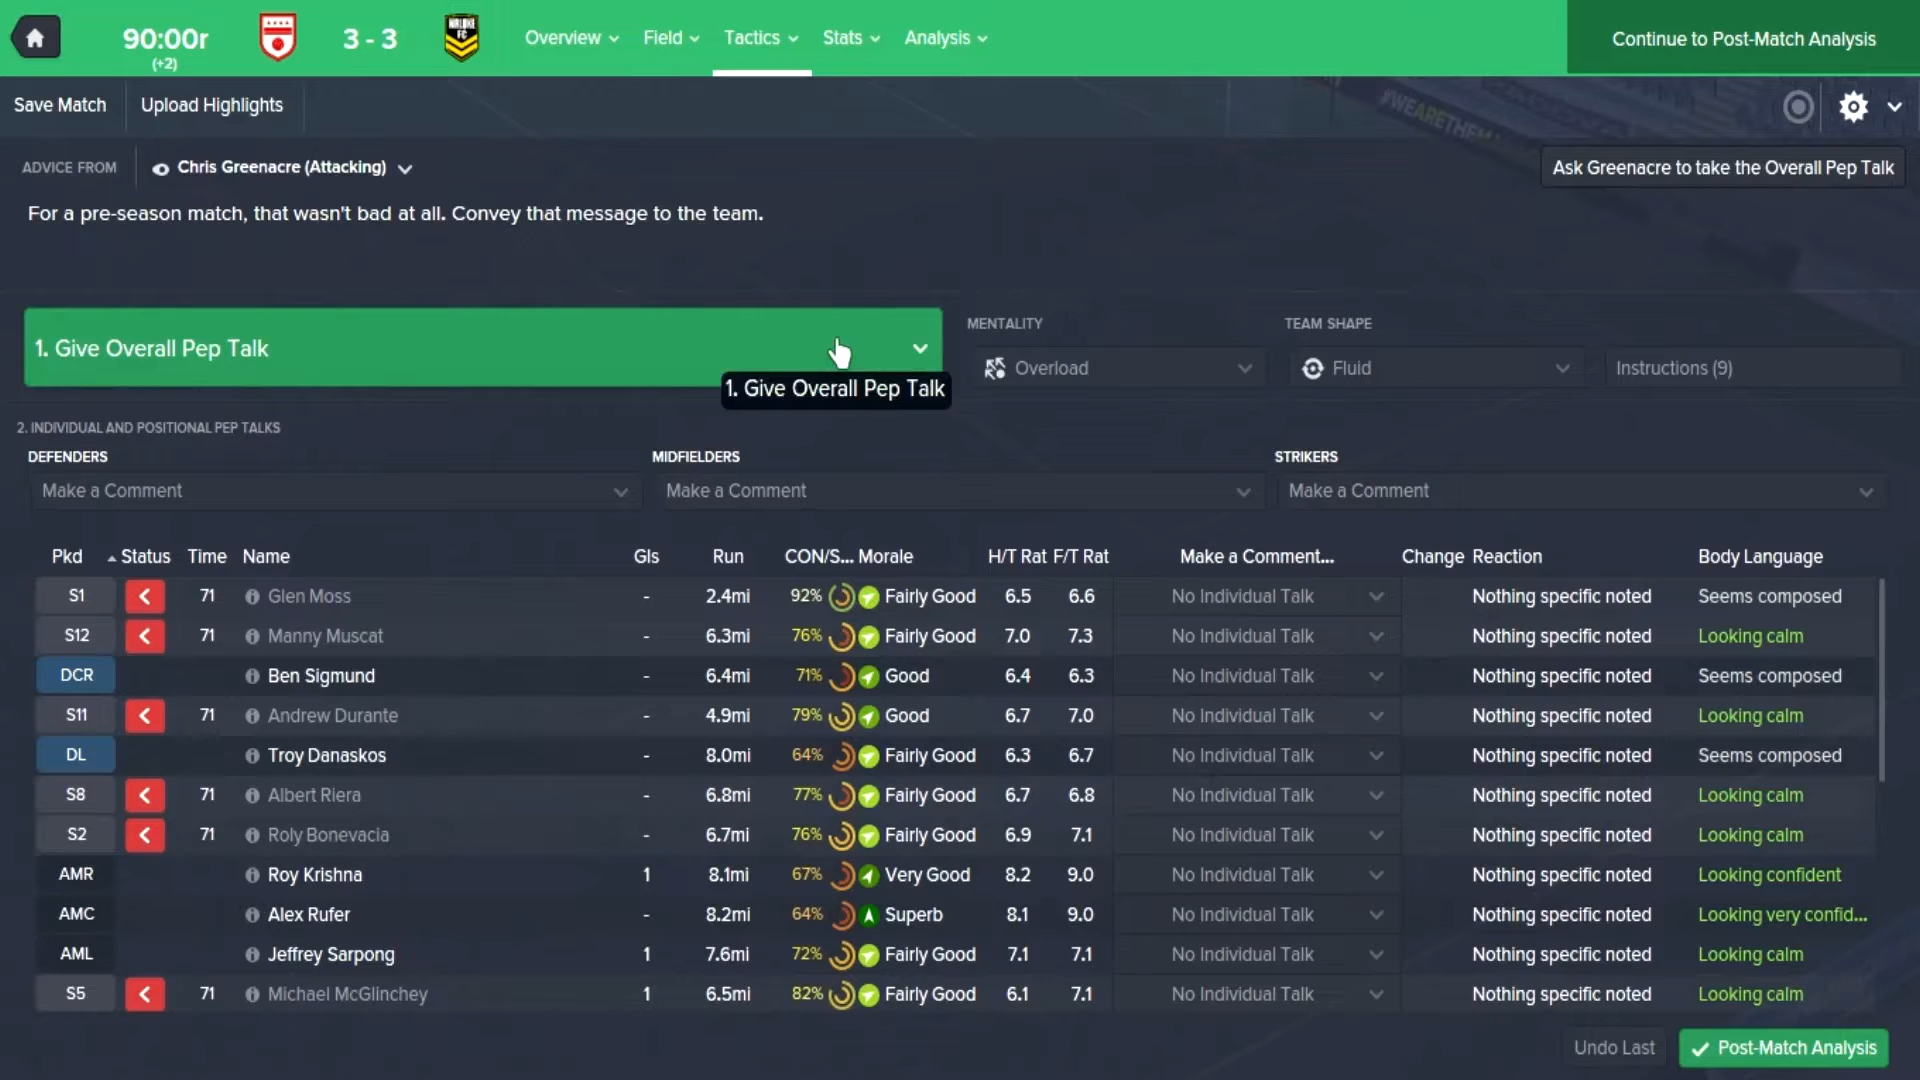 90:00r
(+2)
3 - 3
NALUKE
FC
Overview
Field
Tactics
Stats
Analysis
Continue to Post-Match Analysis
Save Match
Upload Highlights
#WEARETHEM
ADVICE FROM
Chris Greenacre (Attacking)
Ask Greenacre to take the Overall Pep Talk
For a pre-season match, that wasn't bad at all. Convey that message to the team.
1. Give Overall Pep Talk
1. Give Overall Pep Talk
MENTALITY
TEAM SHAPE
Overload
Fluid
Instructions (9)
2. INDIVIDUAL AND POSITIONAL PEP TALKS
DEFENDERS
MIDFIELDERS
STRIKERS
Make a Comment
Make a Comment
Make a Comment
Pkd Status Time Name Gls Run CON/S... Morale H/T Rat F/T Rat Make a Comment... Change Reaction Body Language
S1 71 Glen Moss - 2.4mi 92% Fairly Good 6.5 6.6 No Individual Talk Nothing specific noted Seems composed
S12 71 Manny Muscat - 6.3mi 76% Fairly Good 7.0 7.3 No Individual Talk Nothing specific noted Looking calm
DCR Ben Sigmund - 6.4mi 71% Good 6.4 6.3 No Individual Talk Nothing specific noted Seems composed
S11 71 Andrew Durante - 4.9mi 79% Good 6.7 7.0 No Individual Talk Nothing specific noted Looking calm
DL Troy Danaskos - 8.0mi 64% Fairly Good 6.3 6.7 No Individual Talk Nothing specific noted Seems composed
S8 71 Albert Riera - 6.8mi 77% Fairly Good 6.7 6.8 No Individual Talk Nothing specific noted Looking calm
S2 71 Roly Bonevacia - 6.7mi 76% Fairly Good 6.9 7.1 No Individual Talk Nothing specific noted Looking calm
AMR Roy Krishna 1 8.1mi 67% Very Good 8.2 9.0 No Individual Talk Nothing specific noted Looking confident
AMC Alex Rufer - 8.2mi 64% Superb 8.1 9.0 No Individual Talk Nothing specific noted Looking very confid...
AML Jeffrey Sarpong 1 7.6mi 72% Fairly Good 7.1 7.1 No Individual Talk Nothing specific noted Looking calm
S5 71 Michael McGlinchey 1 6.5mi 82% Fairly Good 6.1 7.1 No Individual Talk Nothing specific noted Looking calm
Undo Last
Post-Match Analysis